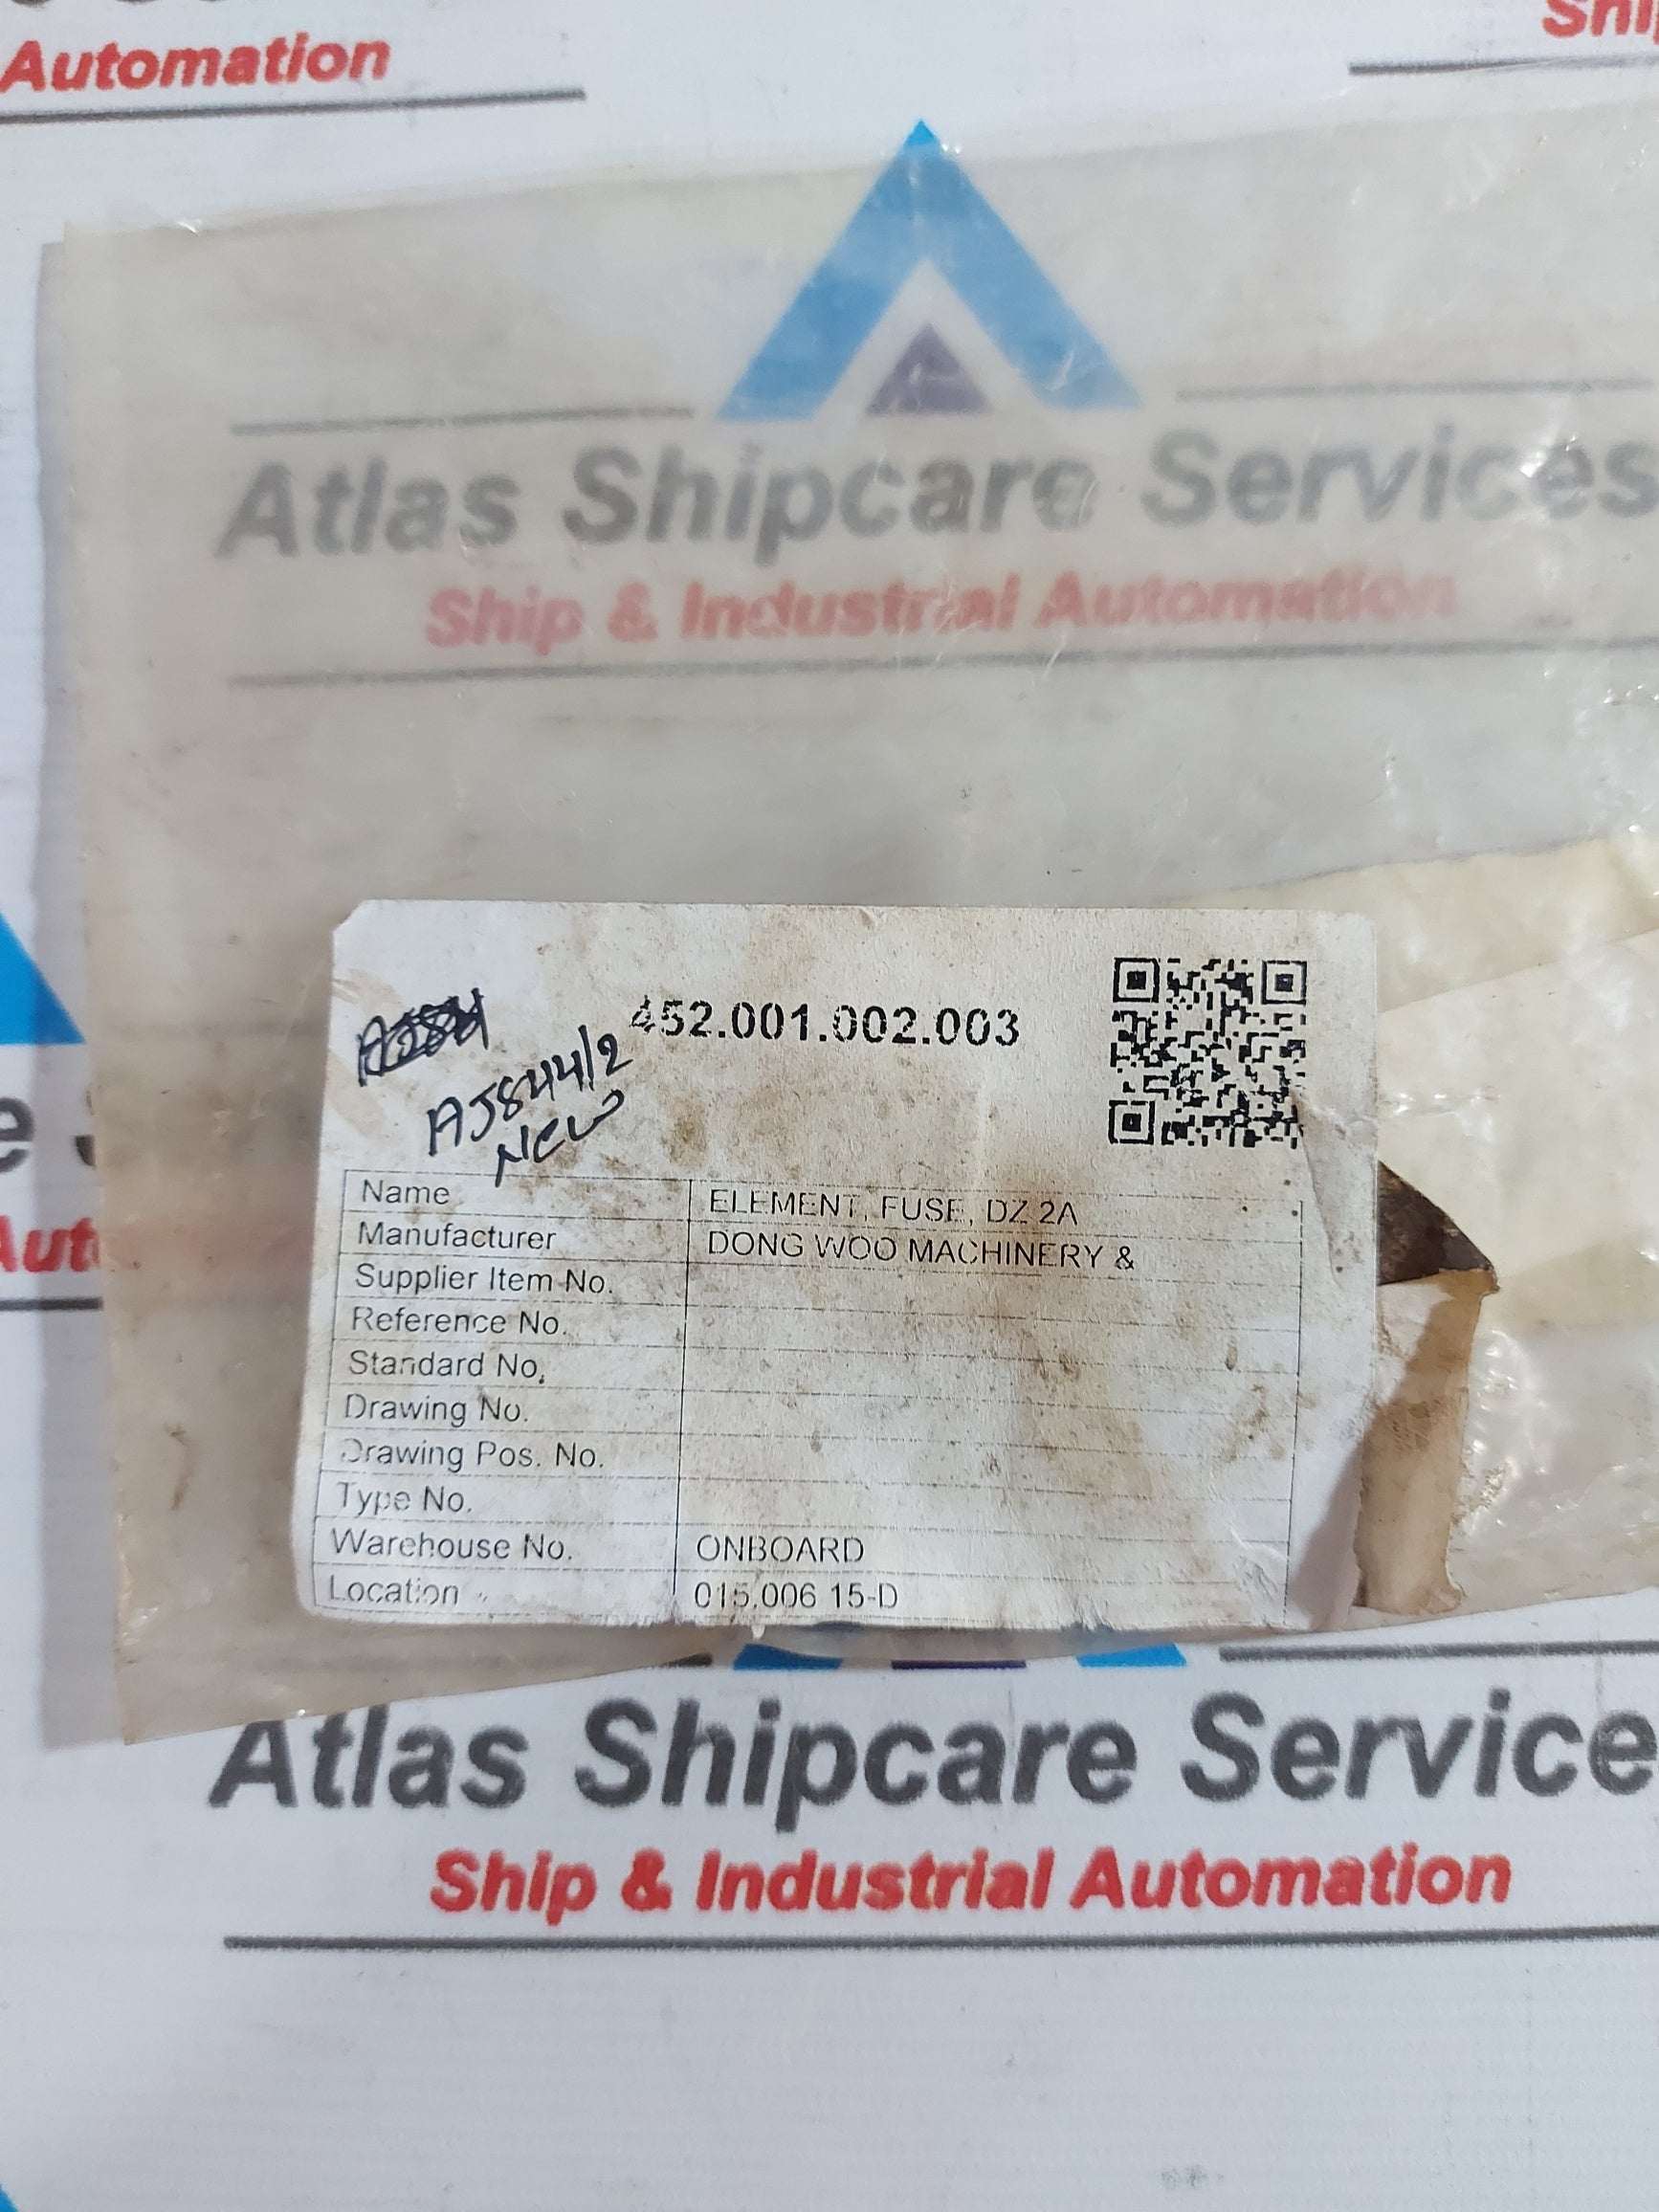 Automation
Ship
Atlas Shipcare Services
Ship & Industrial Automation
452.001.002.003
AJ844/2
NEW
Name ELEMENT, FUSE, DZ 2A
Manufacturer DONG WOO MACHINERY &
Supplier Item No.
Reference No.
Standard No.
Drawing No.
Drawing Pos. No.
Type No.
Warehouse No. ONBOARD
Location 015.006 15-D
Atlas Shipcare Service
Ship & Industrial Automation